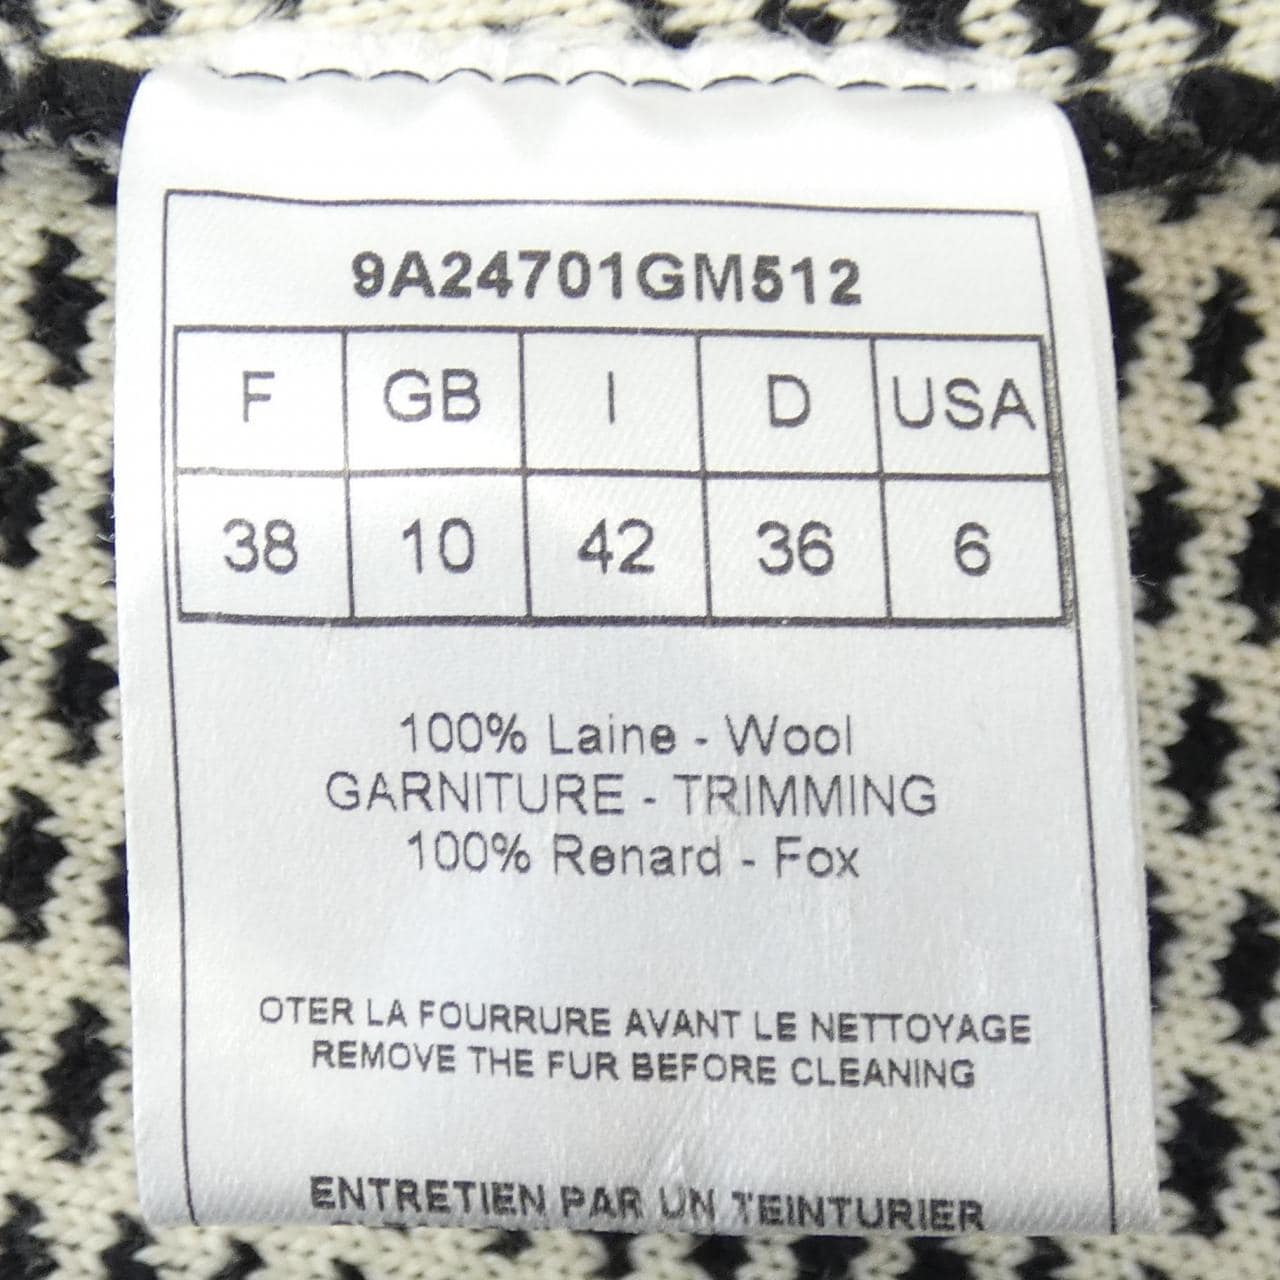 9A24701GM512
F GB I D USA
38 10 42 36 6
100% Laine - Wool
GARNITURE - TRIMMING
100% Renard - Fox
OTER LA FOURRURE AVANT LE NETTOYAGE
REMOVE THE FUR BEFORE CLEANING
ENTRETIEN PAR UN TEINTURIER